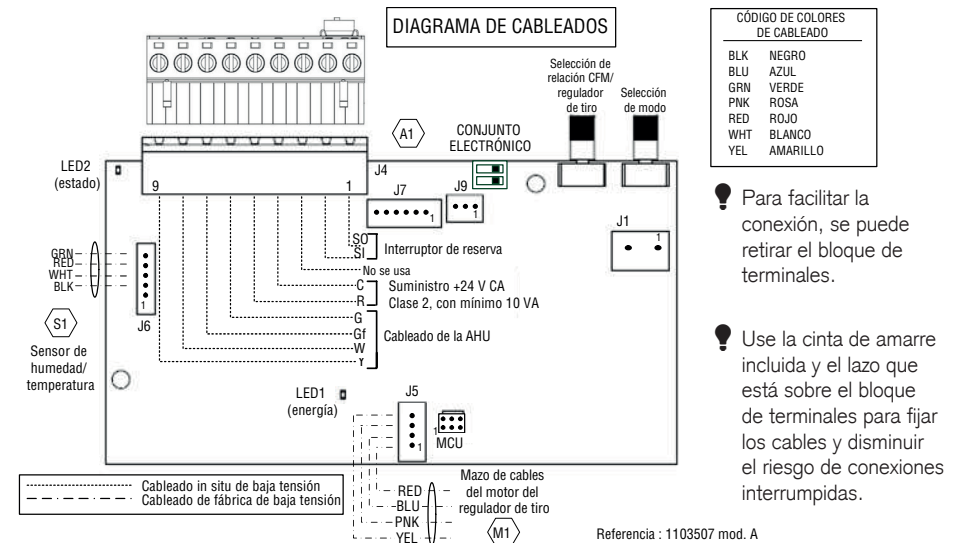 DIAGRAMA DE CABLEADOS
CÓDIGO DE COLORES
DE CABLEADO
BLK NEGRO
BLU AZUL
GRN VERDE
PNK ROSA
RED ROJO
WHT BLANCO
YEL AMARILLO
Selección de
relación CFM/
regulador
de tiro
Selección
de modo
A1
CONJUNTO
ELECTRÓNICO
LED2
(estado)
9
1
J4
J7
1
J9
1
J1
1
SO
SI
Interruptor de reserva
No se usa
C
R
Suministro +24 V CA
Clase 2, con mínimo 10 VA
G
Gf
W
Y
Cableado de la AHU
GRN
RED
WHT
BLK
1
J6
S1
Sensor de
humedad/
temperatura
LED1
(energía)
J5
1
1
MCU
Cableado in situ de baja tensión
Cableado de fábrica de baja tensión
RED
BLU
PNK
YEL
Mazo de cables
del motor del
regulador de tiro
M1
Referencia : 1103507 mod. A
Para facilitar la
conexión, se puede
retirar el bloque de
terminales.
Use la cinta de amarre
incluida y el lazo que
está sobre el bloque
de terminales para fijar
los cables y disminuir
el riesgo de conexiones
interrumpidas.